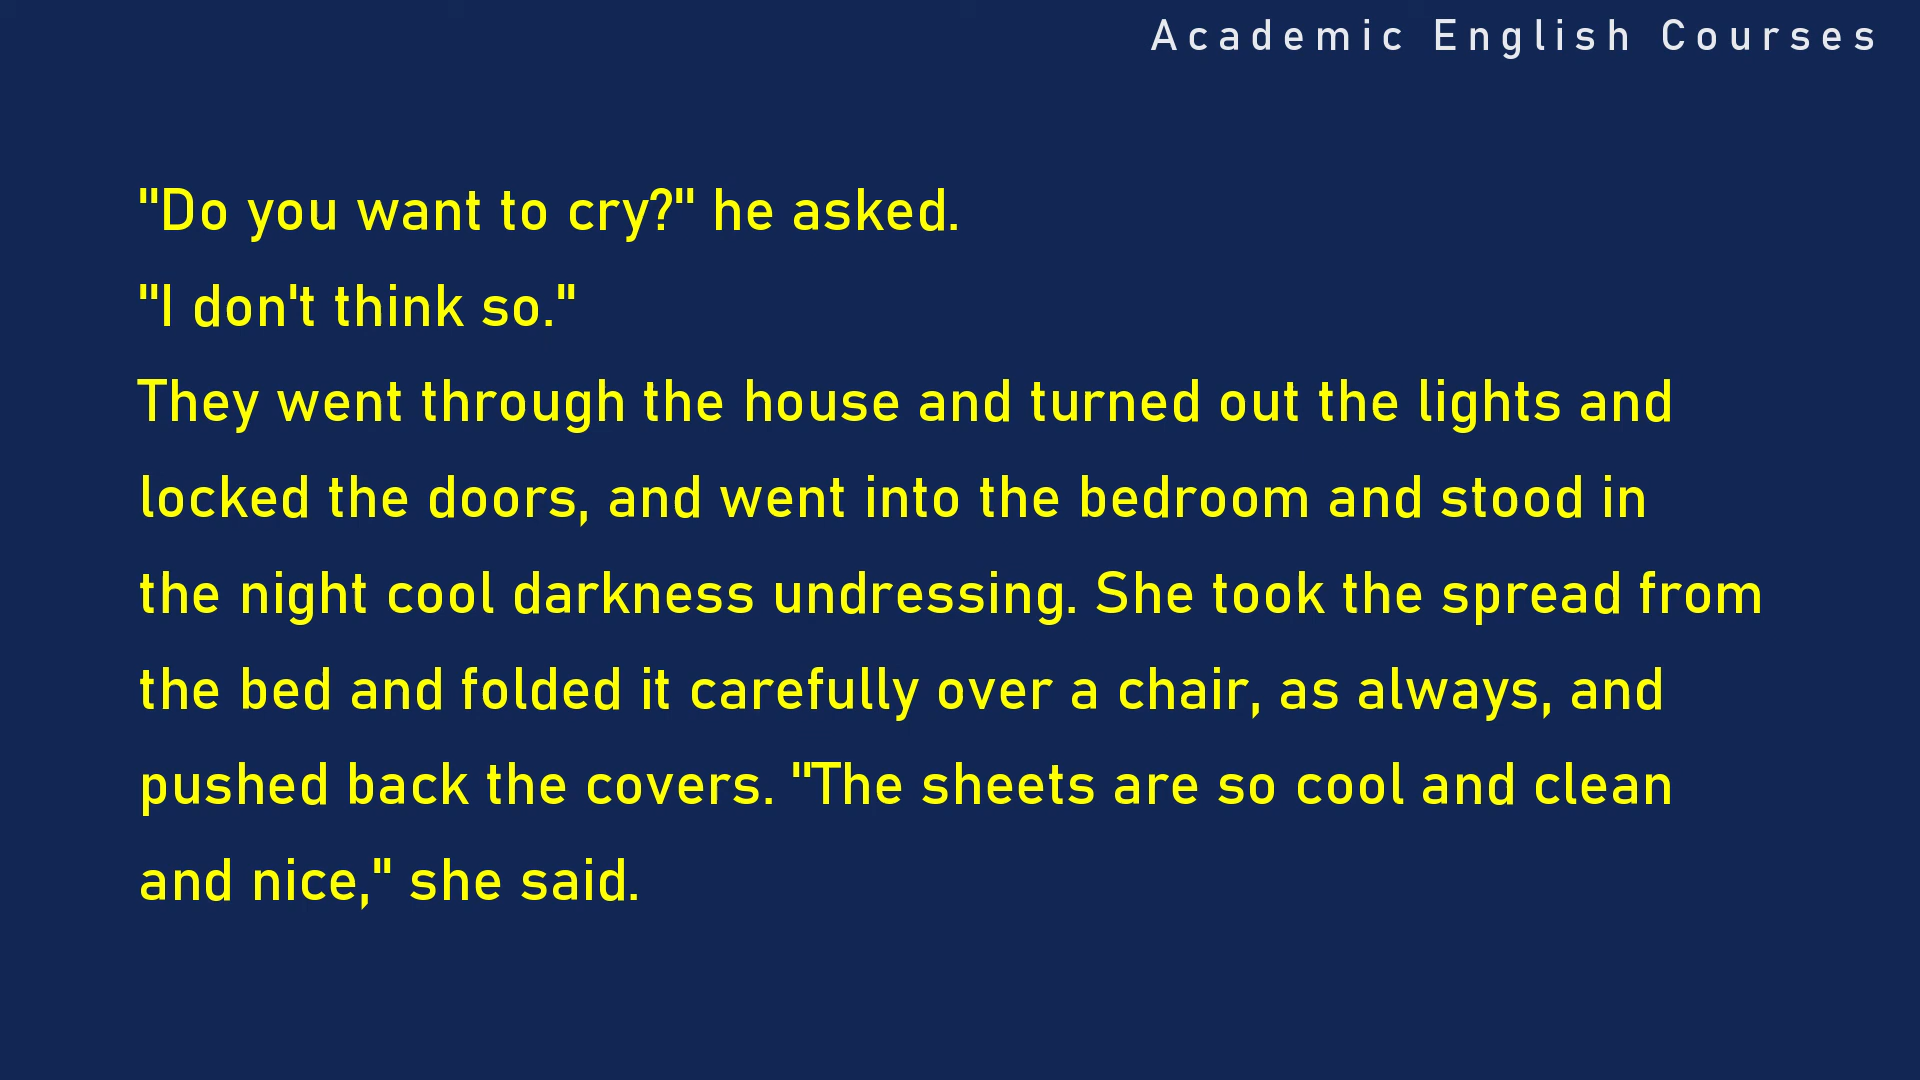 Academic English Courses
"Do you want to cry?" he asked.
"I don't think so."
They went through the house and turned out the lights and
locked the doors, and went into the bedroom and stood in
the night cool darkness undressing. She took the spread from
the bed and folded it carefully over a chair, as always, and
pushed back the covers. "The sheets are so cool and clean
and nice," she said.